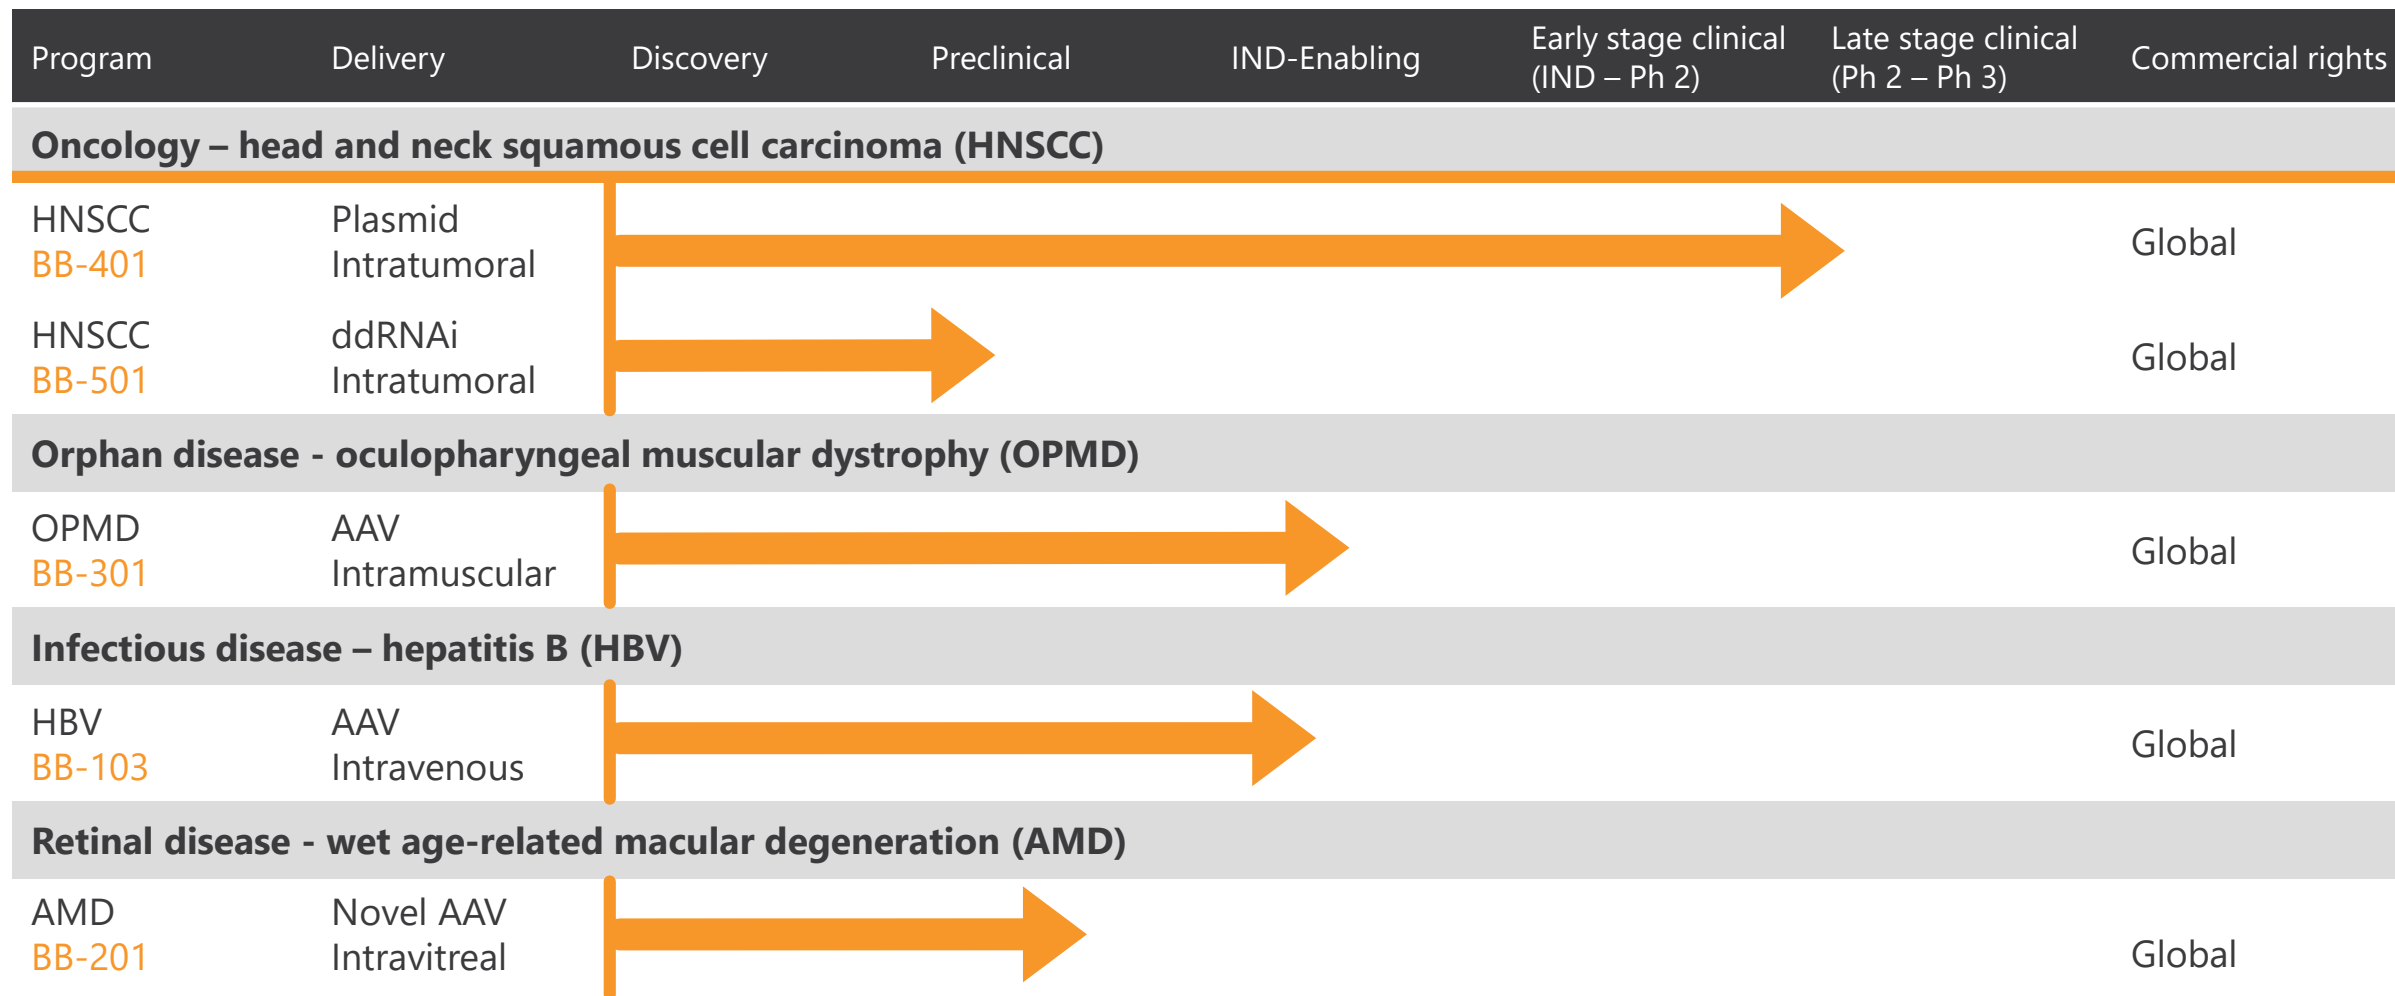 Program
Delivery
Discovery
Preclinical
IND-Enabling
Early stage clinical
(IND – Ph 2)
Late stage clinical
(Ph 2 – Ph 3)
Commercial rights
Oncology – head and neck squamous cell carcinoma (HNSCC)
HNSCC
BB-401
Plasmid
Intratumoral
Global
HNSCC
BB-501
ddRNAi
Intratumoral
Global
Orphan disease - oculopharyngeal muscular dystrophy (OPMD)
OPMD
BB-301
AAV
Intramuscular
Global
Infectious disease – hepatitis B (HBV)
HBV
BB-103
AAV
Intravenous
Global
Retinal disease - wet age-related macular degeneration (AMD)
AMD
BB-201
Novel AAV
Intravitreal
Global